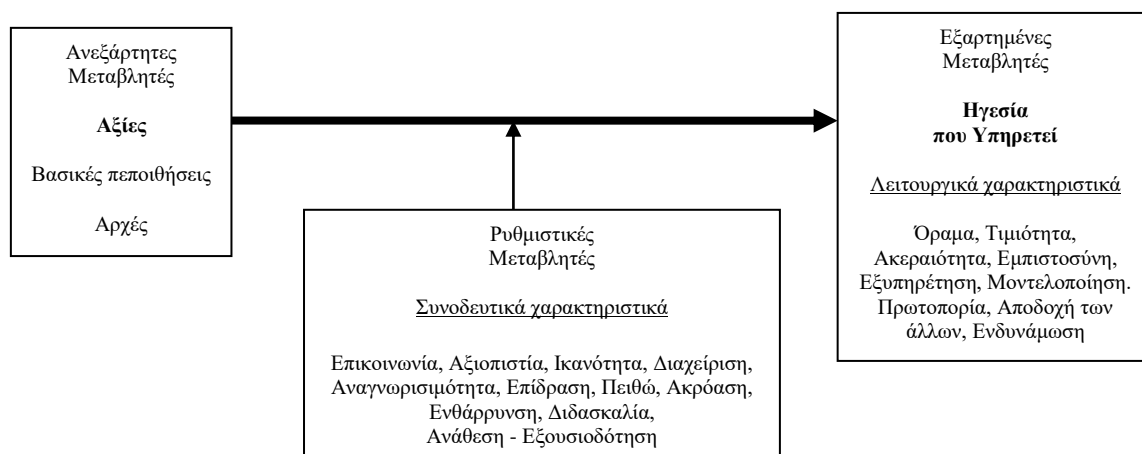 Ανεξάρτητες
Μεταβλητές
Αξίες
Βασικές πεποιθήσεις
Αρχές
Ρυθμιστικές
Μεταβλητές
Συνοδευτικά χαρακτηριστικά
Επικοινωνία, Αξιοπιστία, Ικανότητα, Διαχείριση,
Αναγνωρισιμότητα, Επίδραση, Πειθώ, Ακρόαση,
Ενθάρρυνση, Διδασκαλία,
Ανάθεση - Εξουσιοδότηση
Εξαρτημένες
Μεταβλητές
Ηγεσία
που Υπηρετεί
Λειτουργικά χαρακτηριστικά
Όραμα, Τιμιότητα,
Ακεραιότητα, Εμπιστοσύνη,
Εξυπηρέτηση, Μοντελοποίηση.
Πρωτοπορία, Αποδοχή των
άλλων, Ενδυνάμωση